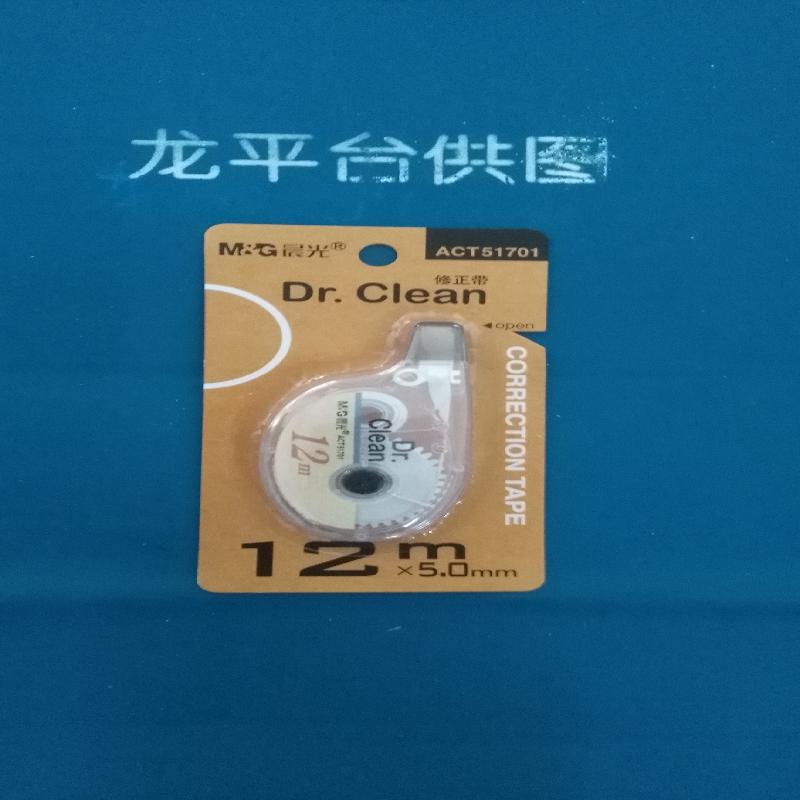 龙平台供图
M&G晨光® ACT51701
修正带
Dr. Clean
◄open
CORRECTION TAPE
Dr.
Clean
M&G晨光® ACT51701
12m
12m
×5.0mm